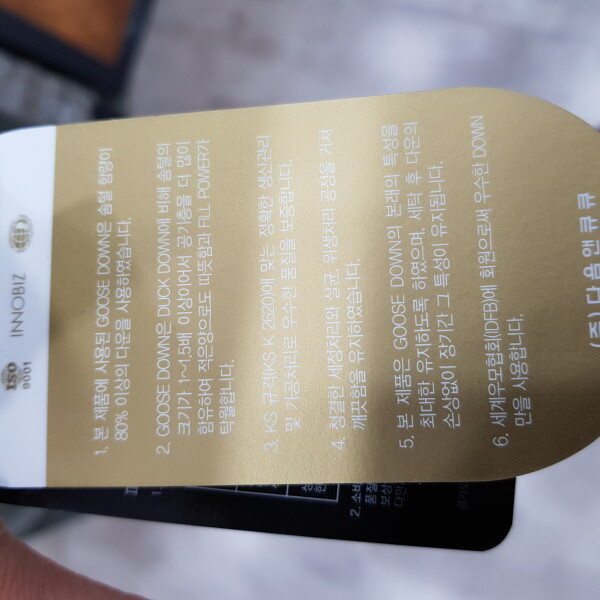 ISO
9001
INNOBIZ
1. 본 제품에 사용된 GOOSE DOWN은 솜털 함량이
80% 이상의 다운을 사용하였습니다.
2. GOOSE DOWN은 DUCK DOWN에 비해 솜털의
크기가 1~1.5배 이상이어서 공기층을 더 많이
함유하여 적은양으로도 따뜻함과 FILL POWER가
탁월합니다.
3. KS 규격(KS K 2620)에 맞는 정확한 생산관리
및 가공처리로 우수한 품질을 보증합니다.
4. 청결한 세정처리와 살균, 위생처리 공정을 거쳐
깨끗함을 유지하였습니다.
5. 본 제품은 GOOSE DOWN의 본래의 특성을
최대한 유지하도록 하였으며, 세탁 후 다운의
손상없이 장기간 그 특성이 유지됩니다.
6. 세계우모협회(IDFB)에 회원으로써 우수한 DOWN
만을 사용합니다.
(주)다음앤큐큐
2. 소비
품질
보상
다만